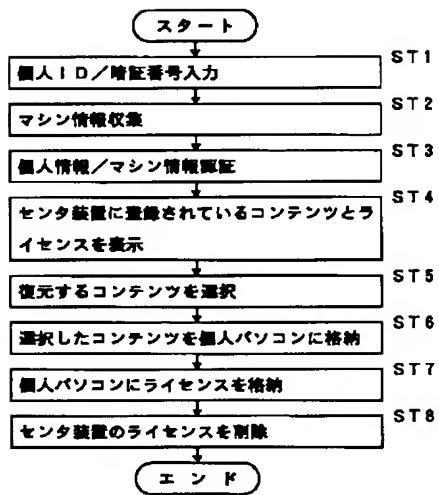 スタート
ST1
個人ID/暗証番号入力
ST2
マシン情報収集
ST3
個人情報/マシン情報認証
ST4
センタ装置に登録されているコンテンツとラ
イセンスを表示
ST5
復元するコンテンツを選択
ST6
選択したコンテンツを個人パソコンに格納
ST7
個人パソコンにライセンスを格納
ST8
センタ装置のライセンスを削除
エンド